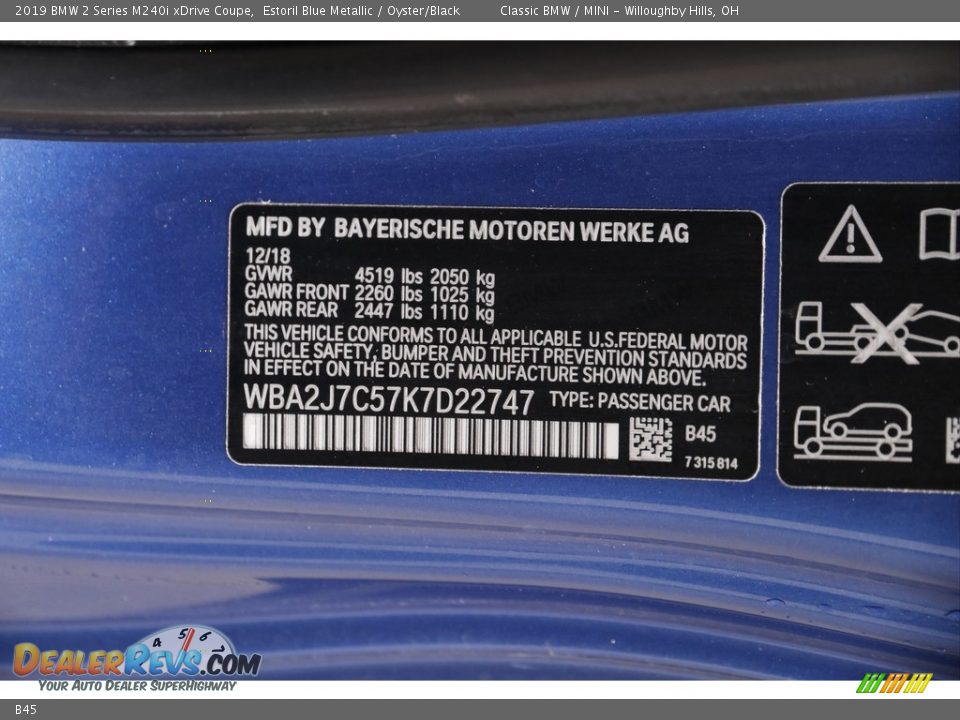 2019 BMW 2 Series M240i xDrive Coupe, Estoril Blue Metallic / Oyster/Black Classic BMW / MINI - Willoughby Hills, OH
MFD BY BAYERISCHE MOTOREN WERKE AG
12/18
GVWR 4519 lbs 2050 kg
GAWR FRONT 2260 lbs 1025 kg
GAWR REAR 2447 lbs 1110 kg
THIS VEHICLE CONFORMS TO ALL APPLICABLE U.S.FEDERAL MOTOR
VEHICLE SAFETY, BUMPER AND THEFT PREVENTION STANDARDS
IN EFFECT ON THE DATE OF MANUFACTURE SHOWN ABOVE.
WBA2J7C57K7D22747 TYPE: PASSENGER CAR
B45
7 315 814
4 5 6
DEALERREVS.COM
YOUR AUTO DEALER SUPERHIGHWAY
B45